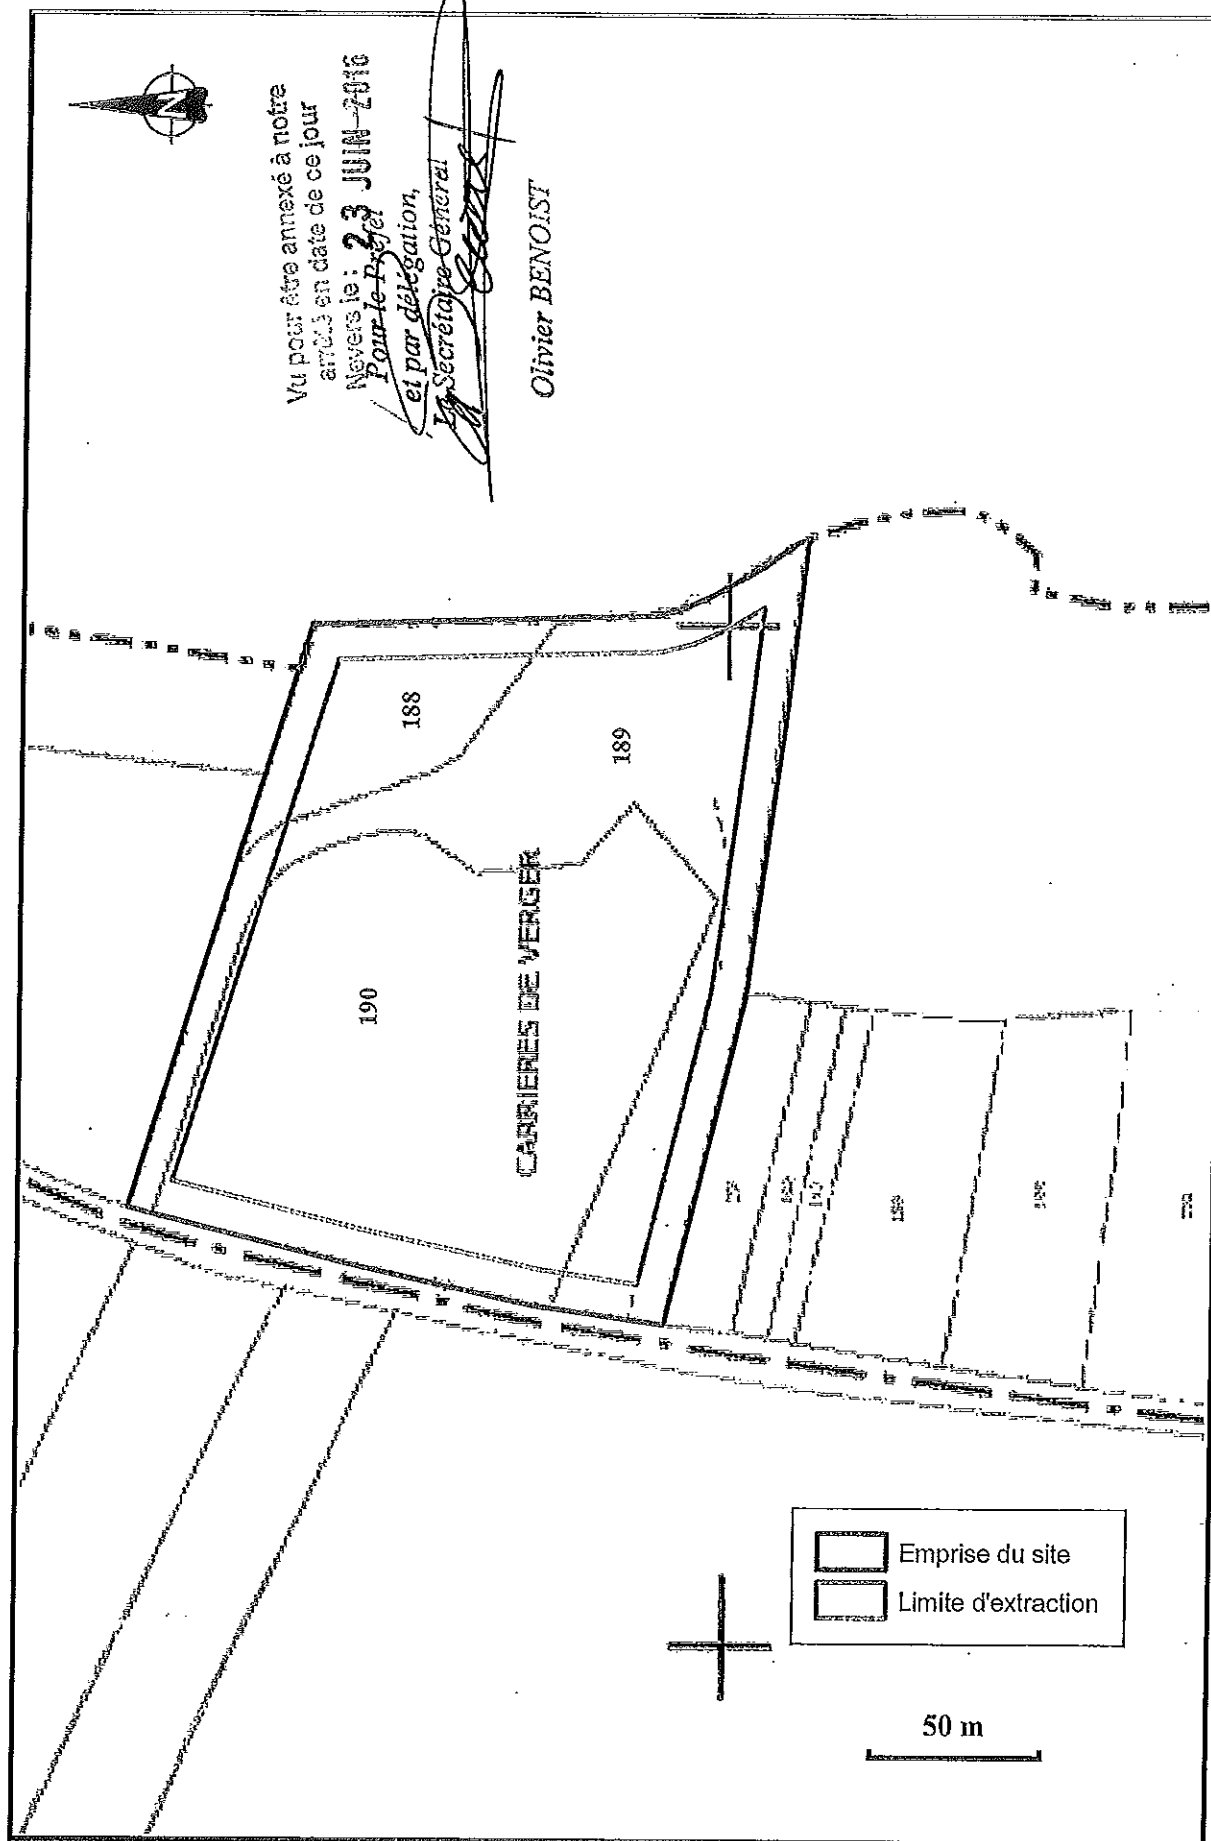 N
Vu pour être annexé à notre
arrêté en date de ce jour
Nevers le : 23 JUIN 2016
Pour le Préfet
et par délégation,
Le Secrétaire Général
Olivier BENOIST
188
189
190
CARRIERES DE VERGER
Emprise du site
Limite d'extraction
50 m